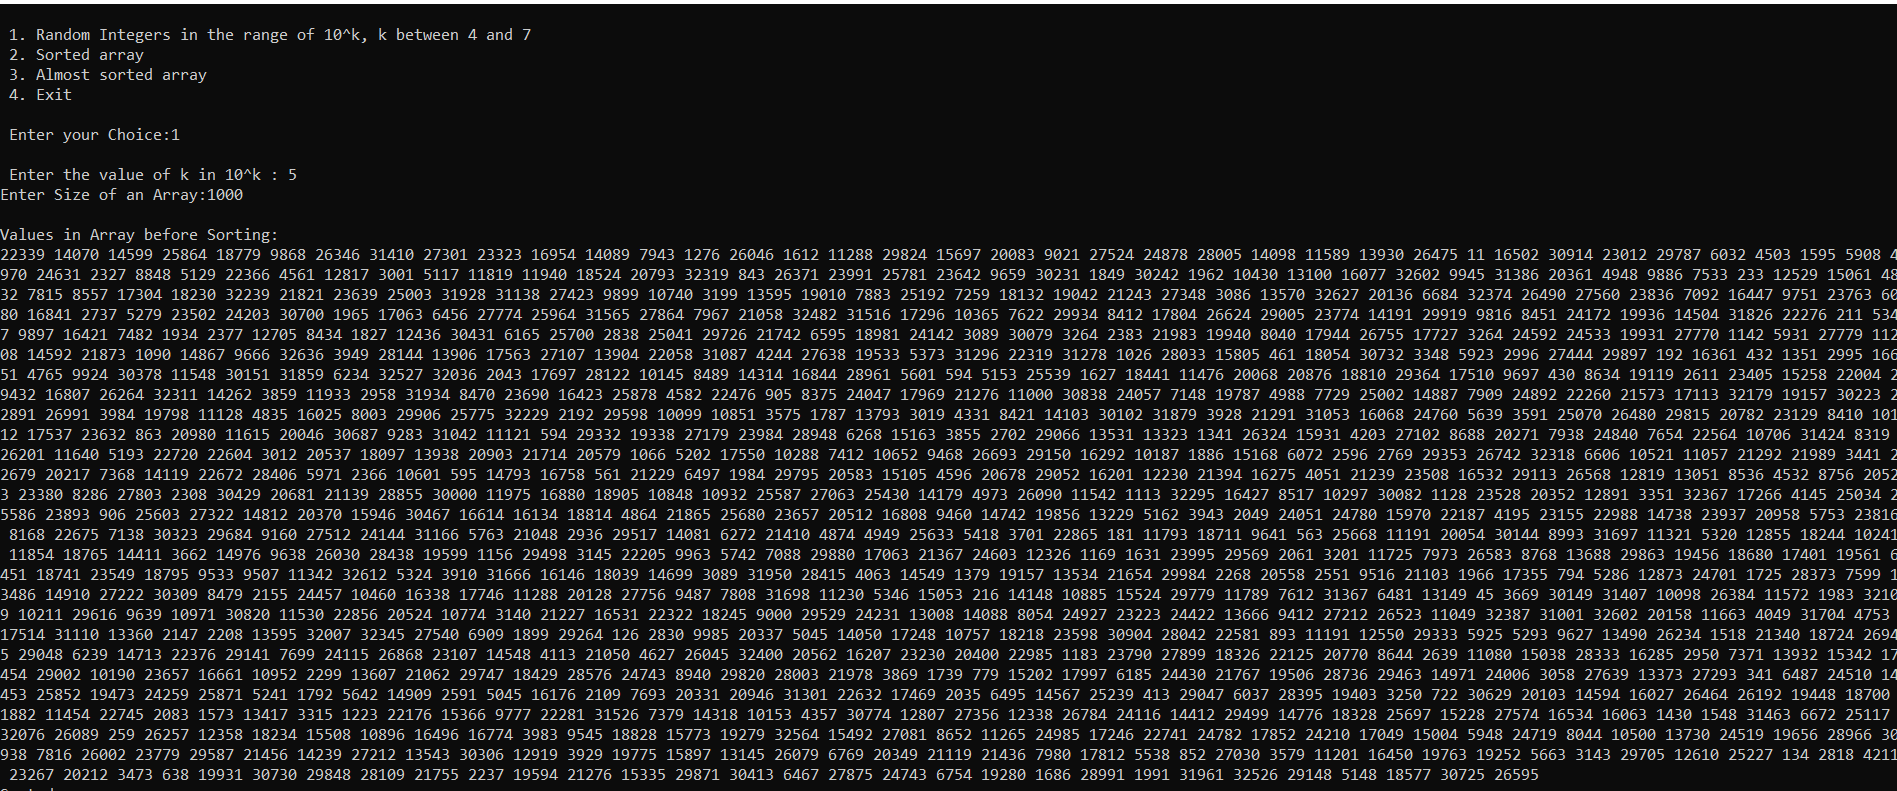 1. Random Integers in the range of 10^k, k between 4 and 7
2. Sorted array
3. Almost sorted array
4. Exit
Enter your Choice:1
Enter the value of k in 10^k : 5
Enter Size of an Array:1000
Values in Array before Sorting:
22339 14070 14599 25864 18779 9868 26346 31410 27301 23323 16954 14089 7943 1276 26046 1612 11288 29824 15697 20083 9021 27524 24878 28005 14098 11589 13930 26475 11 16502 30914 23012 29787 6032 4503 1595 5908 4
970 24631 2327 8848 5129 22366 4561 12817 3001 5117 11819 11940 18524 20793 32319 843 26371 23991 25781 23642 9659 30231 1849 30242 1962 10430 13100 16077 32602 9945 31386 20361 4948 9886 7533 233 12529 15061 48
32 7815 8557 17304 18230 32239 21821 23639 25003 31928 31138 27423 9899 10740 3199 13595 19010 7883 25192 7259 18132 19042 21243 27348 3086 13570 32627 20136 6684 32374 26490 27560 23836 7092 16447 9751 23763 60
80 16841 2737 5279 23502 24203 30700 1965 17063 6456 27774 25964 31565 27864 7967 21058 32482 31516 17296 10365 7622 29934 8412 17804 26624 29005 23774 14191 29919 9816 8451 24172 19936 14504 31826 22276 211 534
7 9897 16421 7482 1934 2377 12705 8434 1827 12436 30431 6165 25700 2838 25041 29726 21742 6595 18981 24142 3089 30079 3264 2383 21983 19940 8040 17944 26755 17727 3264 24592 24533 19931 27770 1142 5931 27779 112
08 14592 21873 1090 14867 9666 32636 3949 28144 13906 17563 27107 13904 22058 31087 4244 27638 19533 5373 31296 22319 31278 1026 28033 15805 461 18054 30732 3348 5923 2996 27444 29897 192 16361 432 1351 2995 166
51 4765 9924 30378 11548 30151 31859 6234 32527 32036 2043 17697 28122 10145 8489 14314 16844 28961 5601 594 5153 25539 1627 18441 11476 20068 20876 18810 29364 17510 9697 430 8634 19119 2611 23405 15258 22004 2
9432 16807 26264 32311 14262 3859 11933 2958 31934 8470 23690 16423 25878 4582 22476 905 8375 24047 17969 21276 11000 30838 24057 7148 19787 4988 7729 25002 14887 7909 24892 22260 21573 17113 32179 19157 30223 2
2891 26991 3984 19798 11128 4835 16025 8003 29906 25775 32229 2192 29598 10099 10851 3575 1787 13793 3019 4331 8421 14103 30102 31879 3928 21291 31053 16068 24760 5639 3591 25070 26480 29815 20782 23129 8410 101
12 17537 23632 863 20980 11615 20046 30687 9283 31042 11121 594 29332 19338 27179 23984 28948 6268 15163 3855 2702 29066 13531 13323 1341 26324 15931 4203 27102 8688 20271 7938 24840 7654 22564 10706 31424 8319
26201 11640 5193 22720 22604 3012 20537 18097 13938 20903 21714 20579 1066 5202 17550 10288 7412 10652 9468 26693 29150 16292 10187 1886 15168 6072 2596 2769 29353 26742 32318 6606 10521 11057 21292 21989 3441 2
2679 20217 7368 14119 22672 28406 5971 2366 10601 595 14793 16758 561 21229 6497 1984 29795 20583 15105 4596 20678 29052 16201 12230 21394 16275 4051 21239 23508 16532 29113 26568 12819 13051 8536 4532 8756 2052
3 23380 8286 27803 2308 30429 20681 21139 28855 30000 11975 16880 18905 10848 10932 25587 27063 25430 14179 4973 26090 11542 1113 32295 16427 8517 10297 30082 1128 23528 20352 12891 3351 32367 17266 4145 25034 2
5586 23893 906 25603 27322 14812 20370 15946 30467 16614 16134 18814 4864 21865 25680 23657 20512 16808 9460 14742 19856 13229 5162 3943 2049 24051 24780 15970 22187 4195 23155 22988 14738 23937 20958 5753 23816
8168 22675 7138 30323 29684 9160 27512 24144 31166 5763 21048 2936 29517 14081 6272 21410 4874 4949 25633 5418 3701 22865 181 11793 18711 9641 563 25668 11191 20054 30144 8993 31697 11321 5320 12855 18244 10241
11854 18765 14411 3662 14976 9638 26030 28438 19599 1156 29498 3145 22205 9963 5742 7088 29880 17063 21367 24603 12326 1169 1631 23995 29569 2061 3201 11725 7973 26583 8768 13688 29863 19456 18680 17401 19561 6
451 18741 23549 18795 9533 9507 11342 32612 5324 3910 31666 16146 18039 14699 3089 31950 28415 4063 14549 1379 19157 13534 21654 29984 2268 20558 2551 9516 21103 1966 17355 794 5286 12873 24701 1725 28373 7599 1
3486 14910 27222 30309 8479 2155 24457 10460 16338 17746 11288 20128 27756 9487 7808 31698 11230 5346 15053 216 14148 10885 15524 29779 11789 7612 31367 6481 13149 45 3669 30149 31407 10098 26384 11572 1983 3210
9 10211 29616 9639 10971 30820 11530 22856 20524 10774 3140 21227 16531 22322 18245 9000 29529 24231 13008 14088 8054 24927 23223 24422 13666 9412 27212 26523 11049 32387 31001 32602 20158 11663 4049 31704 4753
17514 31110 13360 2147 2208 13595 32007 32345 27540 6909 1899 29264 126 2830 9985 20337 5045 14050 17248 10757 18218 23598 30904 28042 22581 893 11191 12550 29333 5925 5293 9627 13490 26234 1518 21340 18724 2694
5 29048 6239 14713 22376 29141 7699 24115 26868 23107 14548 4113 21050 4627 26045 32400 20562 16207 23230 20400 22985 1183 23790 27899 18326 22125 20770 8644 2639 11080 15038 28333 16285 2950 7371 13932 15342 17
454 29002 10190 23657 16661 10952 2299 13607 21062 29747 18429 28576 24743 8940 29820 28003 21978 3869 1739 779 15202 17997 6185 24430 21767 19506 28736 29463 14971 24006 3058 27639 13373 27293 341 6487 24510 14
453 25852 19473 24259 25871 5241 1792 5642 14909 2591 5045 16176 2109 7693 20331 20946 31301 22632 17469 2035 6495 14567 25239 413 29047 6037 28395 19403 3250 722 30629 20103 14594 16027 26464 26192 19448 18700
1882 11454 22745 2083 1573 13417 3315 1223 22176 15366 9777 22281 31526 7379 14318 10153 4357 30774 12807 27356 12338 26784 24116 14412 29499 14776 18328 25697 15228 27574 16534 16063 1430 1548 31463 6672 25117
32076 26089 259 26257 12358 18234 15508 10896 16496 16774 3983 9545 18828 15773 19279 32564 15492 27081 8652 11265 24985 17246 22741 24782 17852 24210 17049 15004 5948 24719 8044 10500 13730 24519 19656 28966 30
938 7816 26002 23779 29587 21456 14239 27212 13543 30306 12919 3929 19775 15897 13145 26079 6769 20349 21119 21436 7980 17812 5538 852 27030 3579 11201 16450 19763 19252 5663 3143 29705 12610 25227 134 2818 4211
23267 20212 3473 638 19931 30730 29848 28109 21755 2237 19594 21276 15335 29871 30413 6467 27875 24743 6754 19280 1686 28991 1991 31961 32526 29148 5148 18577 30725 26595